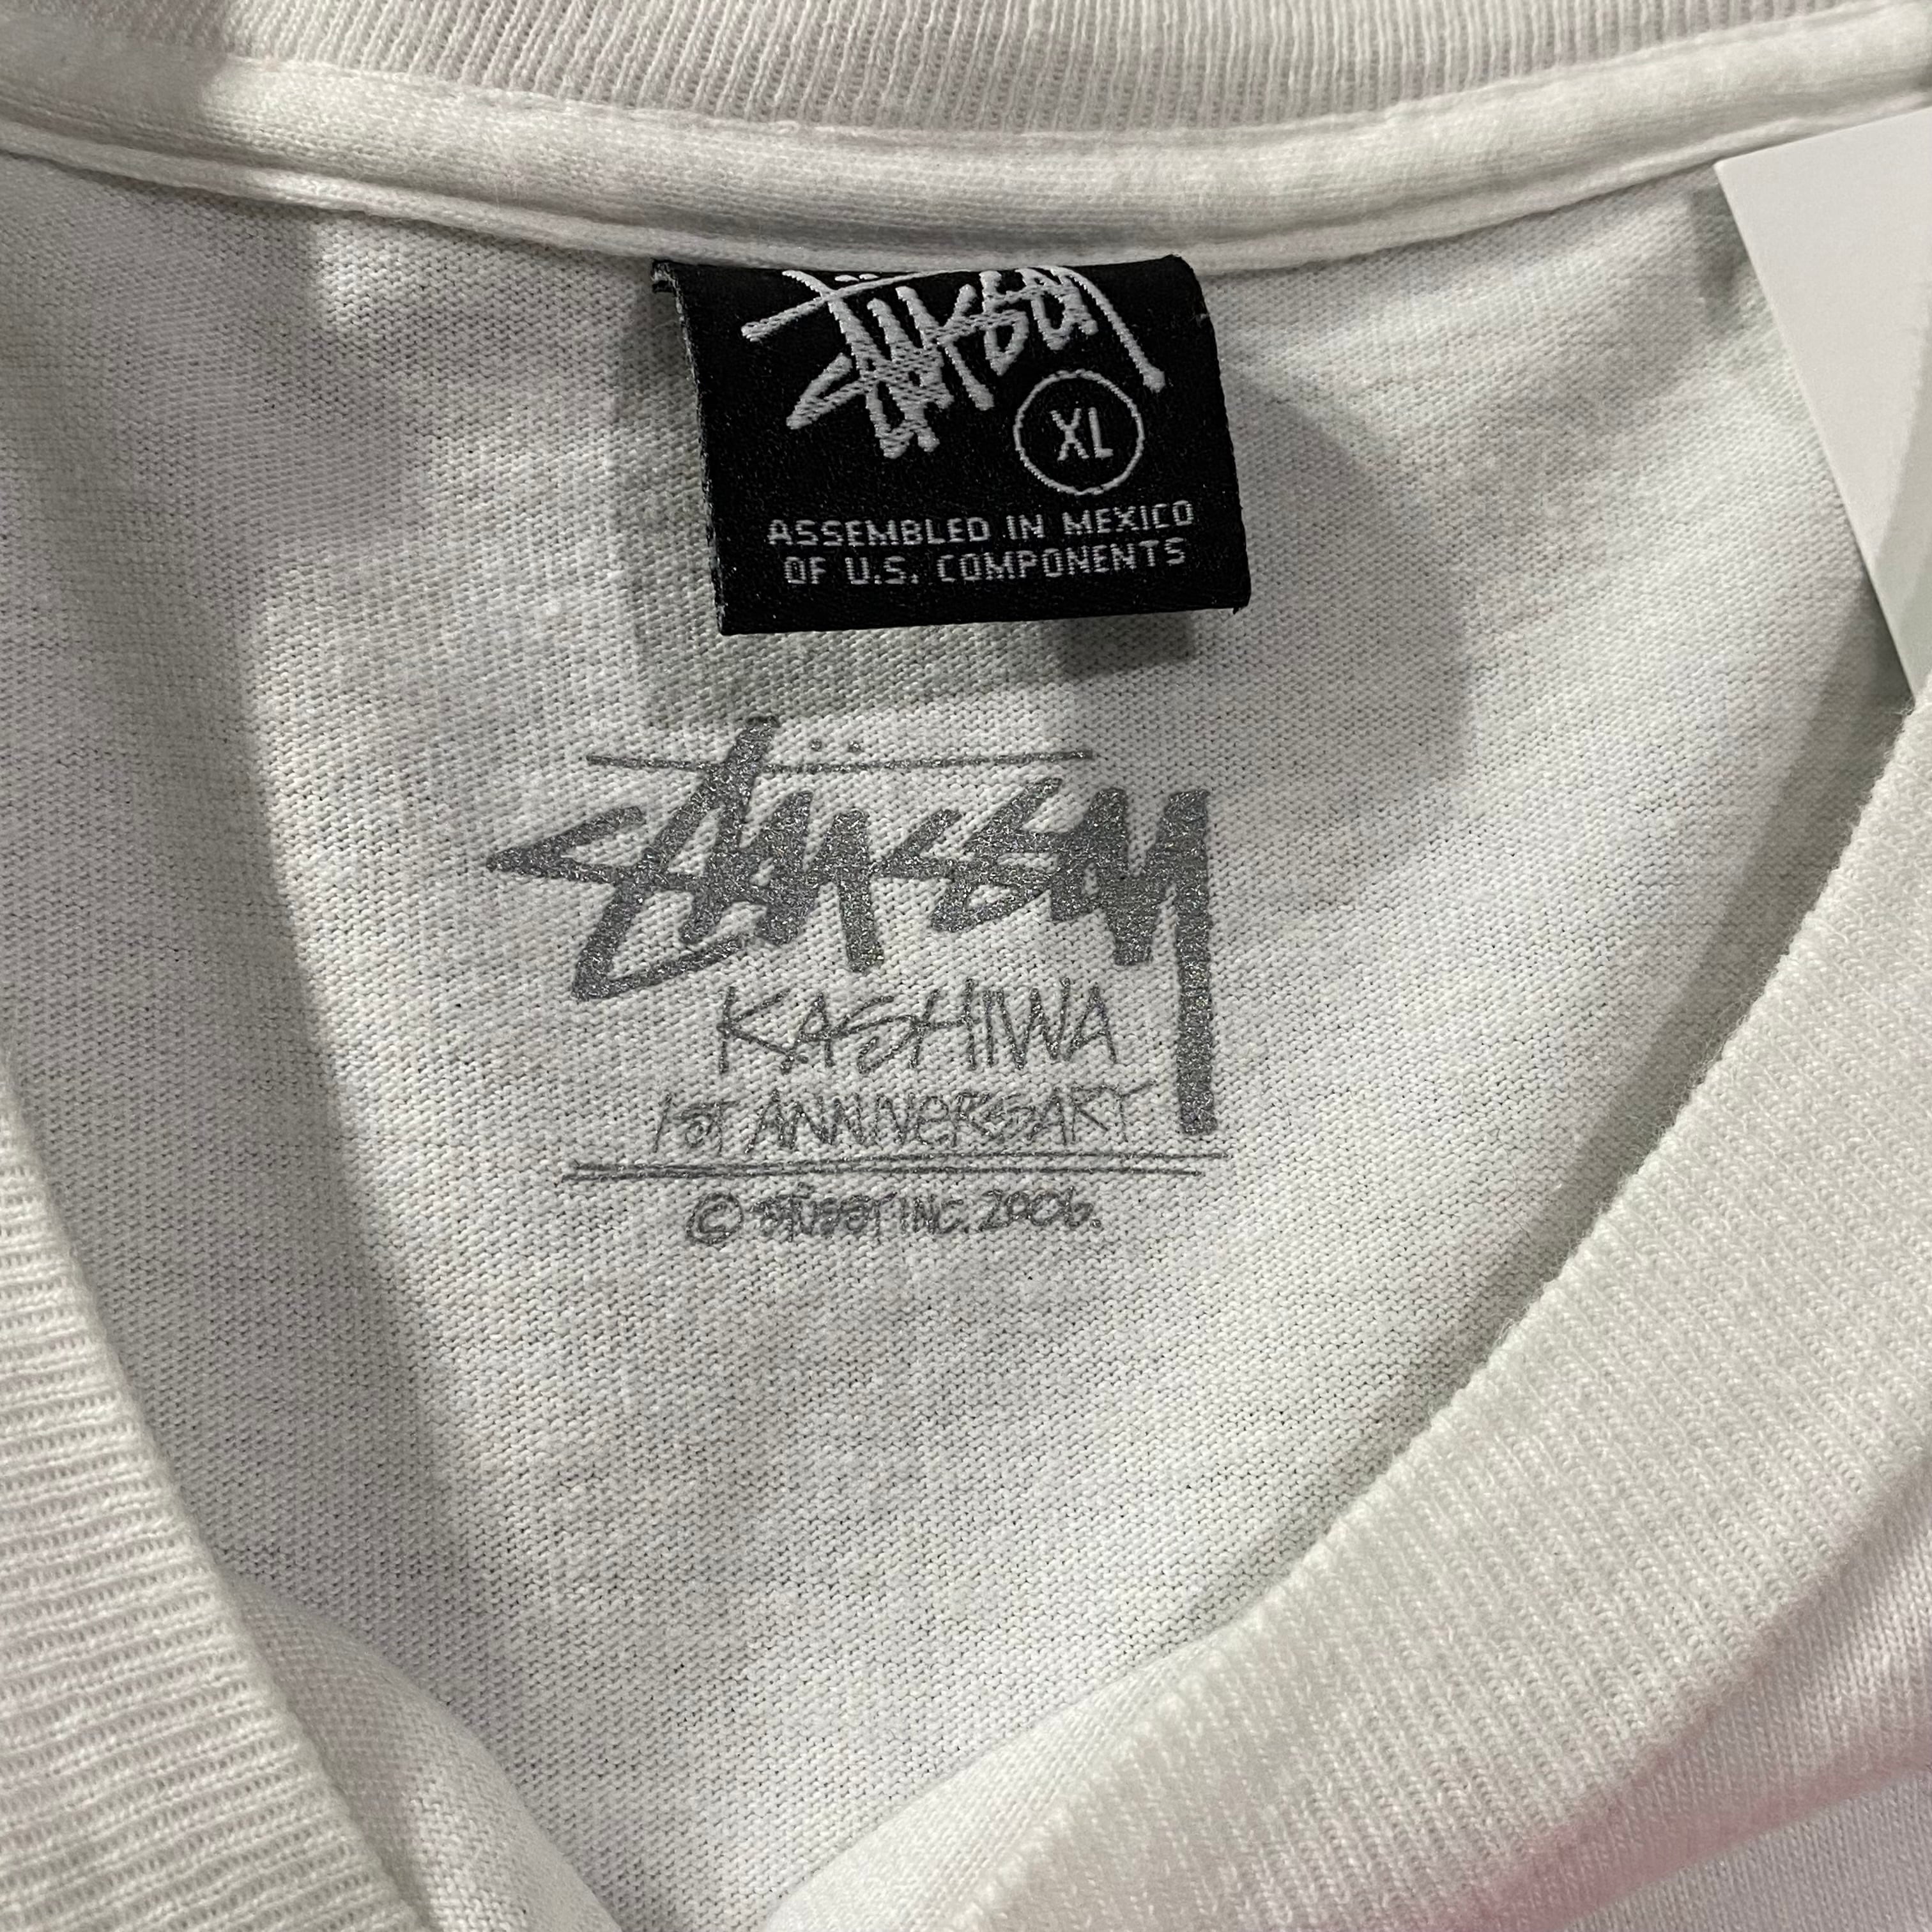 Stüssy
XL
ASSEMBLED IN MEXICO
OF U.S. COMPONENTS
Stüssy
KASHIWA
1ST ANNIVERSARY
© STÜSSY INC. 2006.